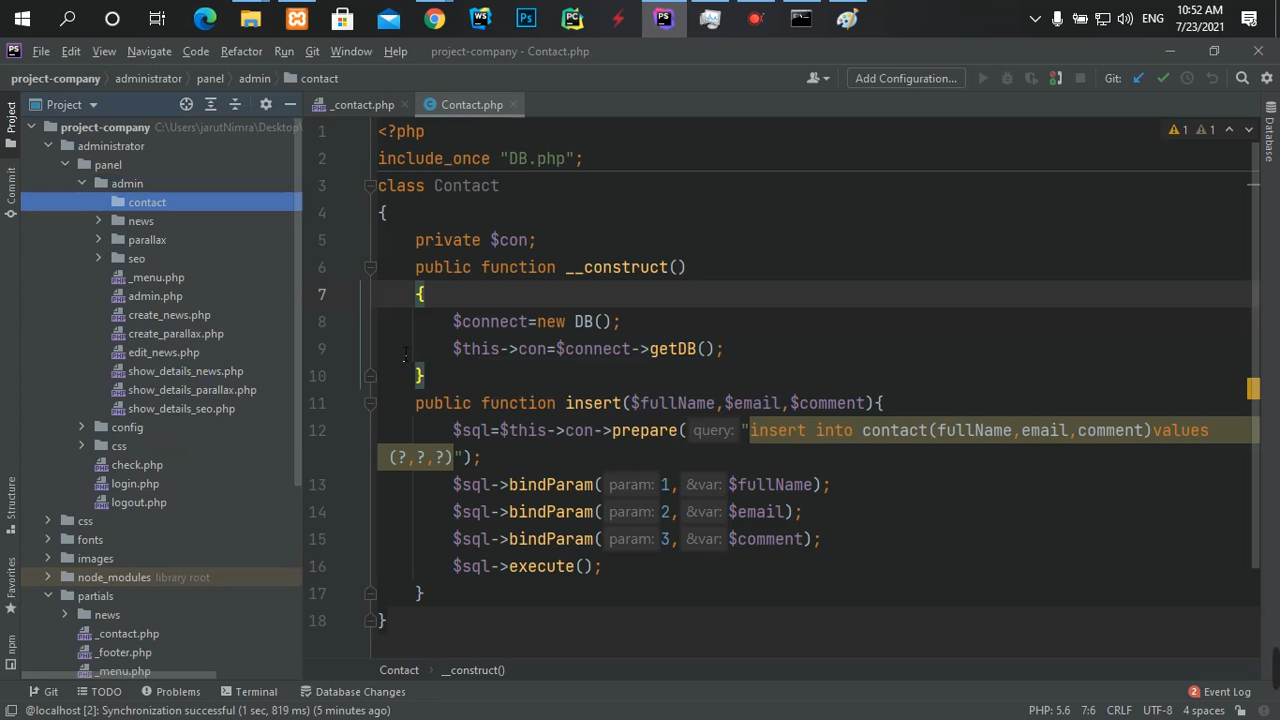 ENG
10:52 AM
7/23/2021
File Edit View Navigate Code Refactor Run Git Window Help
project-company - Contact.php
project-company administrator panel admin contact
Add Configuration...
Git:
Project
_contact.php
Contact.php
project-company C:\Users\jarutNimra\Desktop\
administrator
panel
admin
contact
news
parallax
seo
_menu.php
admin.php
create_news.php
create_parallax.php
edit_news.php
show_details_news.php
show_details_parallax.php
show_details_seo.php
config
css
check.php
login.php
logout.php
css
fonts
images
node_modules library root
partials
news
_contact.php
_footer.php
_menu.php
Project
Commit
Structure
Favorites
npm
Database
1 1
1 <?php
2 include_once "DB.php";
3 class Contact
4 {
5 private $con;
6 public function __construct()
7 {
8 $connect=new DB();
9 $this->con=$connect->getDB();
10 }
11 public function insert($fullName,$email,$comment){
12 $sql=$this->con->prepare( query: "insert into contact(fullName,email,comment)values
(?,?,?)");
13 $sql->bindParam( param: 1, &var: $fullName);
14 $sql->bindParam( param: 2, &var: $email);
15 $sql->bindParam( param: 3, &var: $comment);
16 $sql->execute();
17 }
18 }
Contact __construct()
Git TODO Problems Terminal Database Changes
2 Event Log
@localhost [2]: Synchronization successful (1 sec, 819 ms) (5 minutes ago)
PHP: 5.6 7:6 CRLF UTF-8 4 spaces